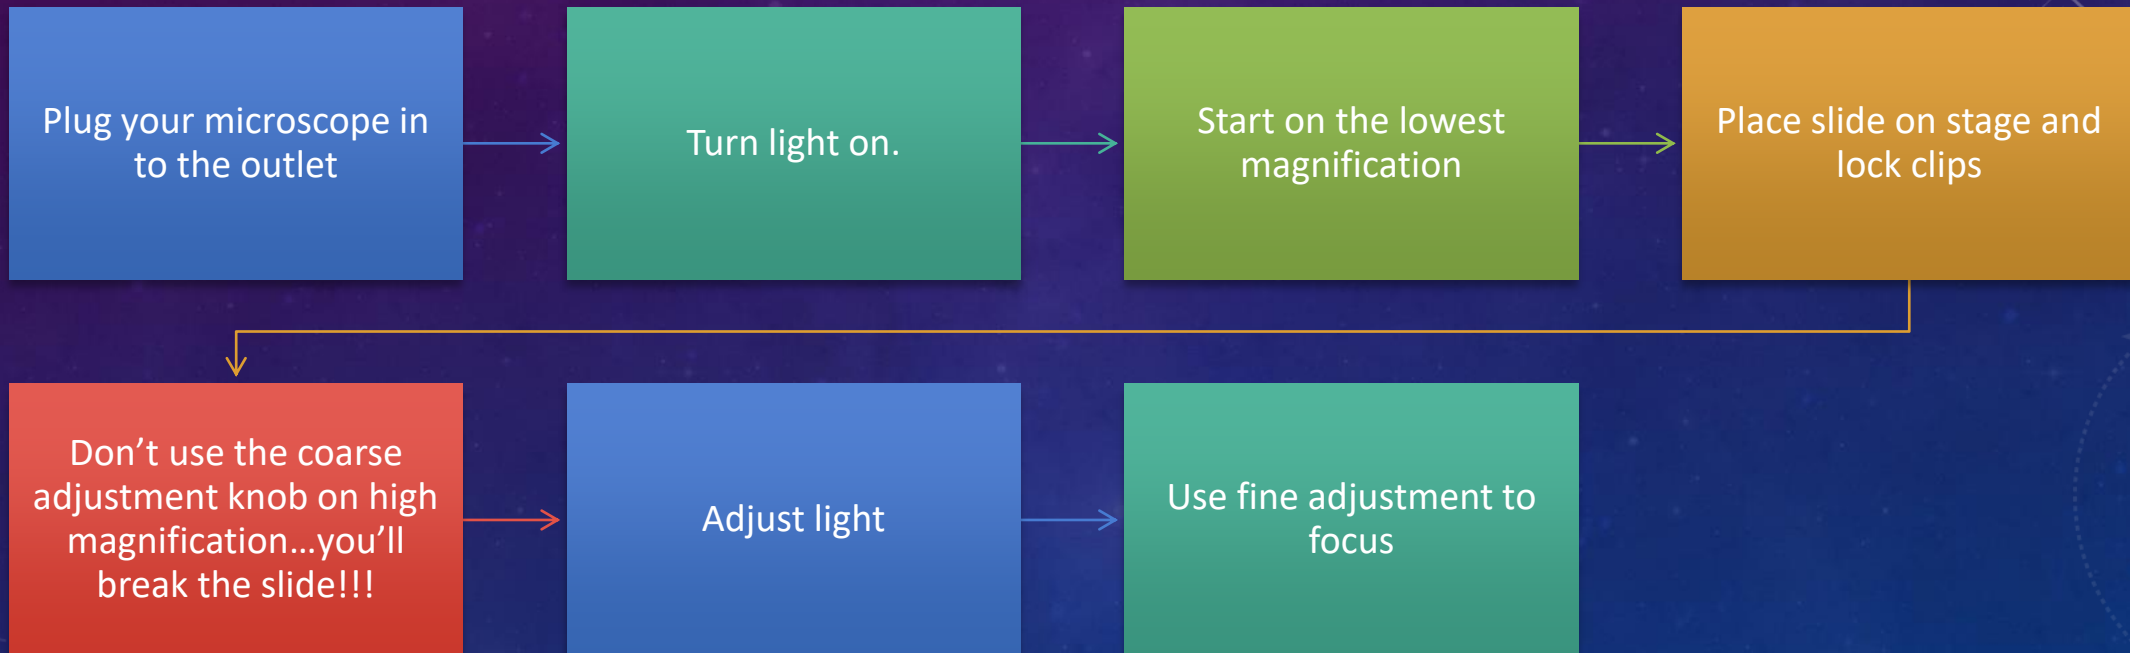 Plug your microscope in
to the outlet
Turn light on.
Start on the lowest
magnification
Place slide on stage and
lock clips
Don’t use the coarse
adjustment knob on high
magnification…you’ll
break the slide!!!
Adjust light
Use fine adjustment to
focus